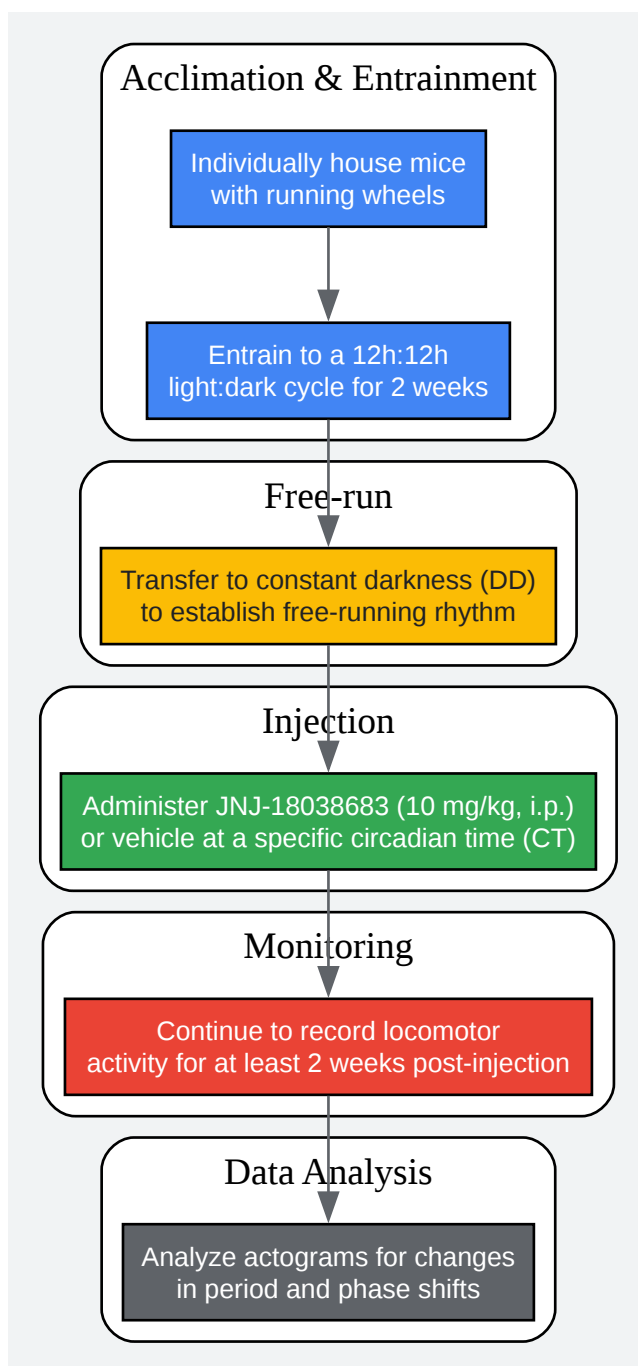 Acclimation & Entrainment
Individually house mice
with running wheels
Entrain to a 12h:12h
light:dark cycle for 2 weeks
Free-run
Transfer to constant darkness (DD)
to establish free-running rhythm
Injection
Administer JNJ-18038683 (10 mg/kg, i.p.)
or vehicle at a specific circadian time (CT)
Monitoring
Continue to record locomotor
activity for at least 2 weeks post-injection
Data Analysis
Analyze actograms for changes
in period and phase shifts